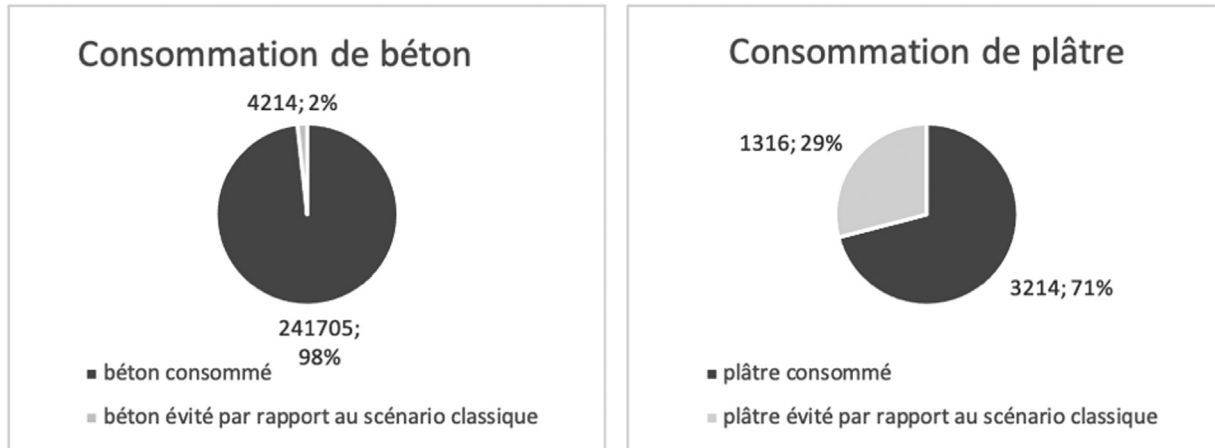 Consommation de béton
4214; 2%
241705;
98%
■ béton consommé
■ béton évité par rapport au scénario classique
Consommation de plâtre
1316; 29%
3214; 71%
■ plâtre consommé
■ plâtre évité par rapport au scénario classique